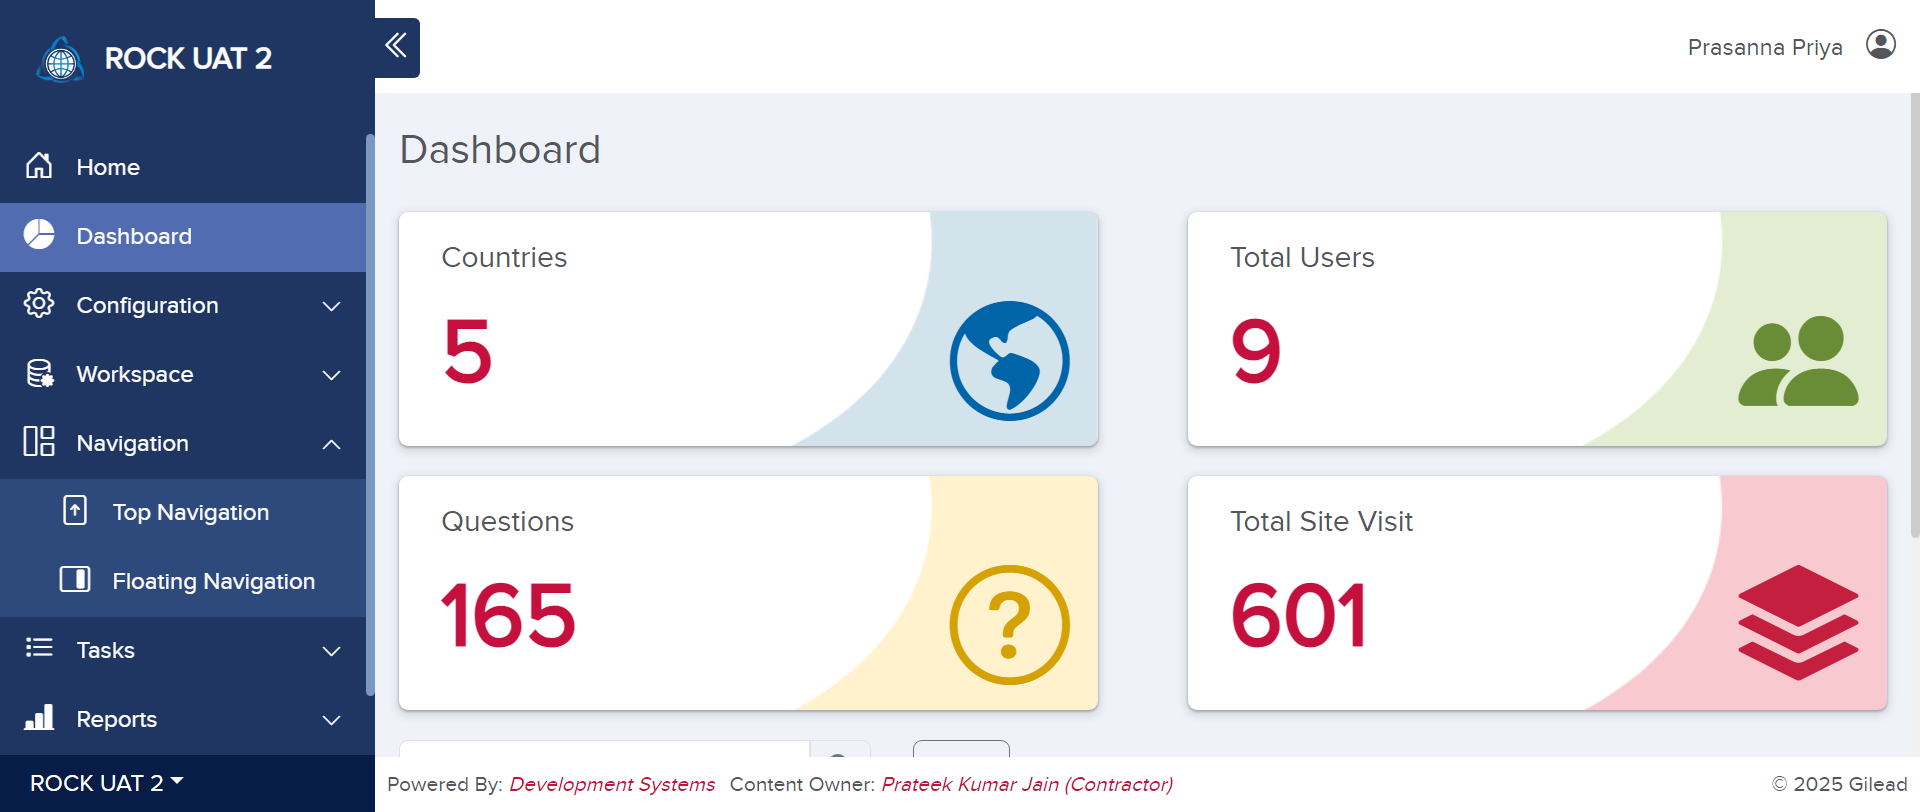 ROCK UAT 2
Prasanna Priya
Home
Dashboard
Configuration
Workspace
Navigation
Top Navigation
Floating Navigation
Tasks
Reports
ROCK UAT 2
Dashboard
Countries
5
Total Users
9
Questions
165
Total Site Visit
601
Powered By: Development Systems Content Owner: Prateek Kumar Jain (Contractor)
© 2025 Gilead